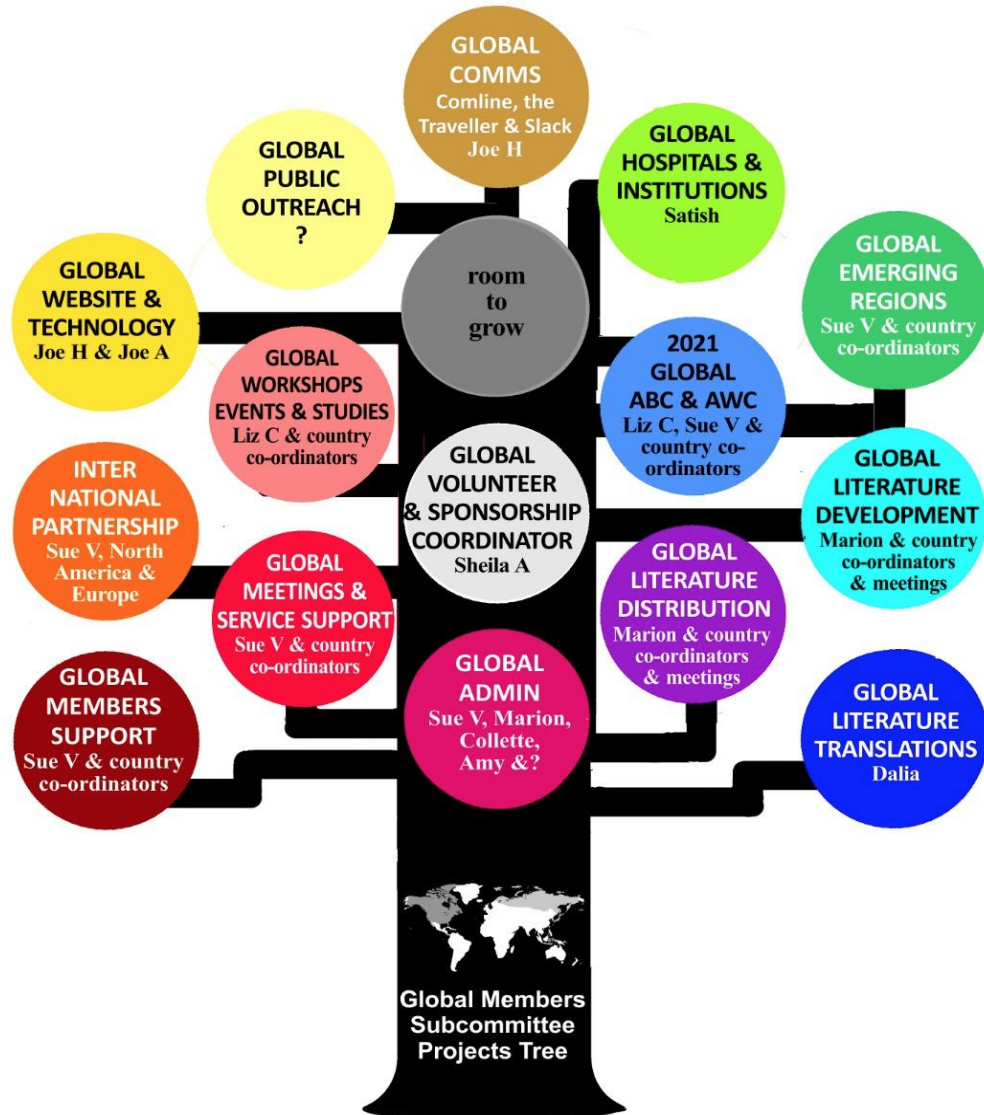 GLOBAL
COMMS
Comline, the
Traveller & Slack
Joe H
GLOBAL
PUBLIC
OUTREACH
?
GLOBAL
HOSPITALS &
INSTITUTIONS
Satish
GLOBAL
WEBSITE &
TECHNOLOGY
Joe H & Joe A
room
to
grow
GLOBAL
EMERGING
REGIONS
Sue V & country
co-ordinators
GLOBAL
WORKSHOPS
EVENTS & STUDIES
Liz C & country
co-ordinators
2021
GLOBAL
ABC & AWC
Liz C, Sue V &
country co-
ordinators
INTER
NATIONAL
PARTNERSHIP
Sue V, North
America &
Europe
GLOBAL
VOLUNTEER
& SPONSORSHIP
COORDINATOR
Sheila A
GLOBAL
LITERATURE
DEVELOPMENT
Marion & country
co-ordinators
& meetings
GLOBAL
MEETINGS &
SERVICE SUPPORT
Sue V & country
co-ordinators
GLOBAL
LITERATURE
DISTRIBUTION
Marion & country
co-ordinators
& meetings
GLOBAL
MEMBERS
SUPPORT
Sue V & country
co-ordinators
GLOBAL
ADMIN
Sue V, Marion,
Collette,
Amy &?
GLOBAL
LITERATURE
TRANSLATIONS
Dalia
Global Members
Subcommittee
Projects Tree